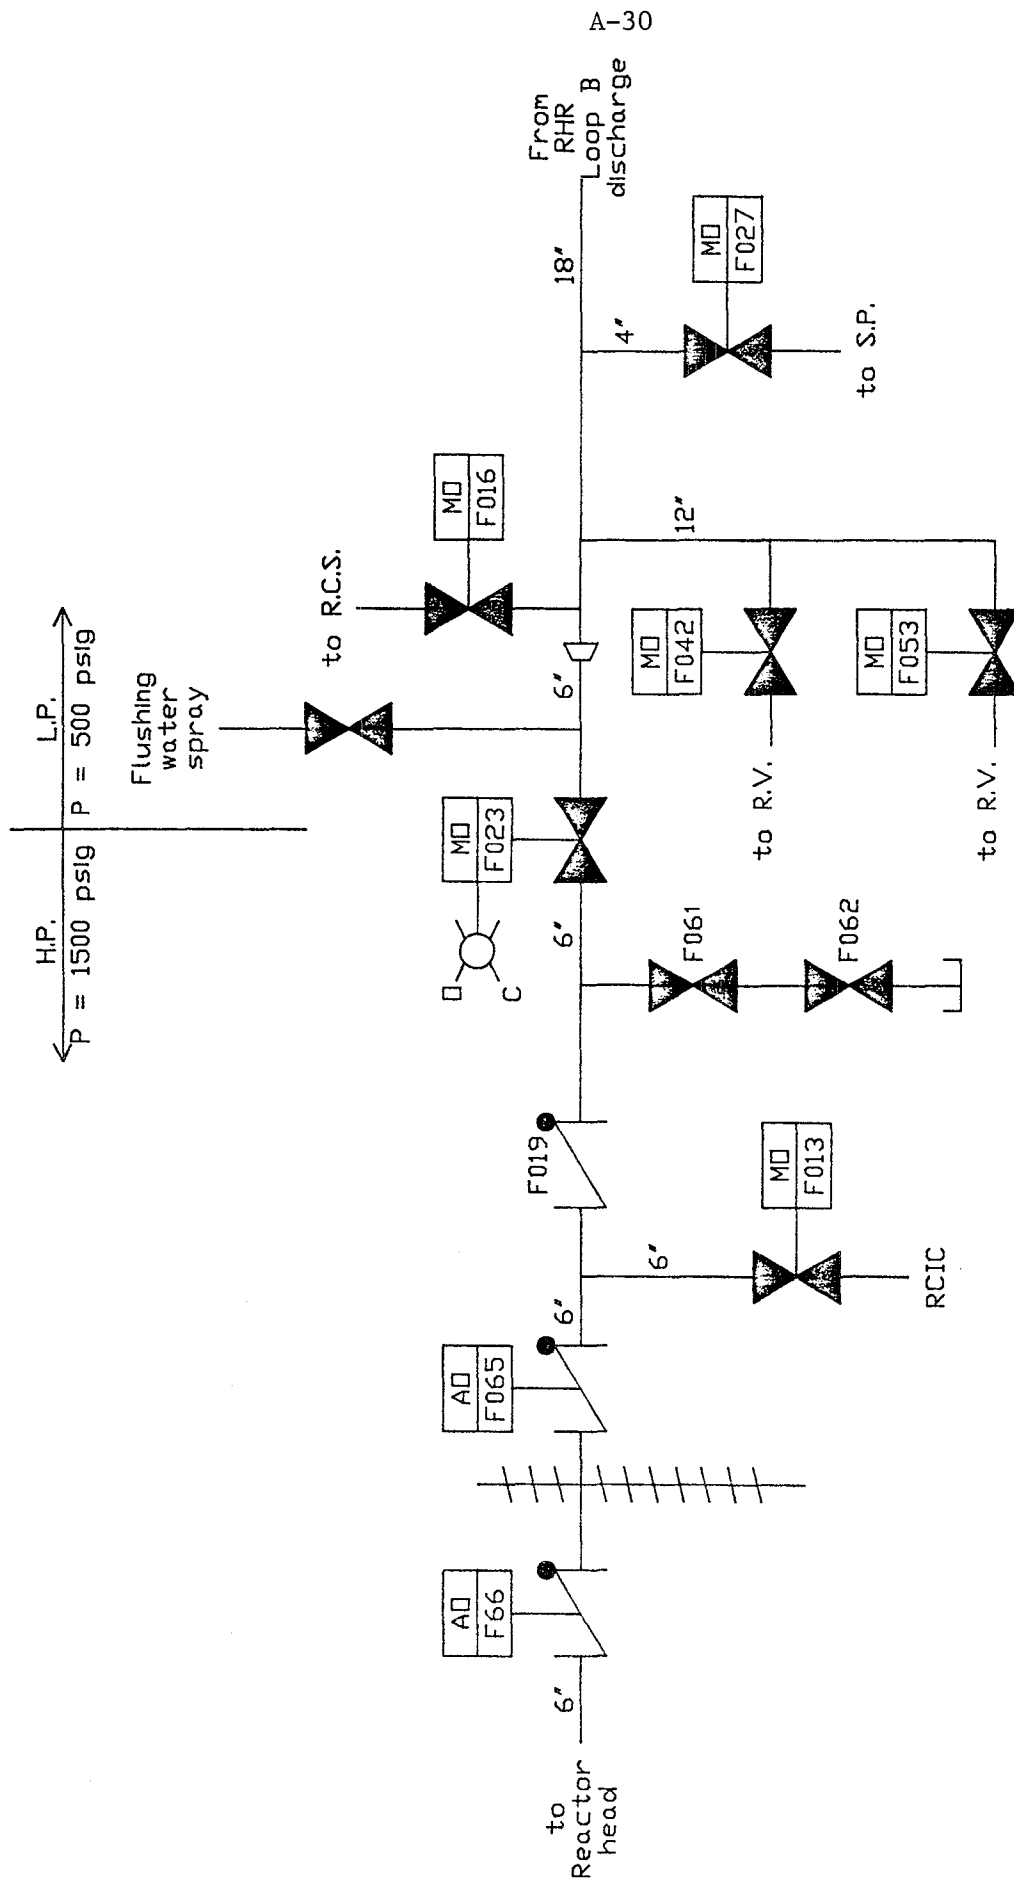 A-30
H.P.
L.P.
P = 1500 psig
P = 500 psig
Flushing
water
spray
to R.C.S.
MO
F016
From
RHR
Loop B
discharge
18"
4"
MO
F027
to S.P.
12"
MO
F042
to R.V.
MO
F053
to R.V.
6"
MO
F023
O
C
6"
F061
F062
F019
6"
MO
F013
RCIC
6"
AO
F065
AO
F66
6"
to
Reactor
head